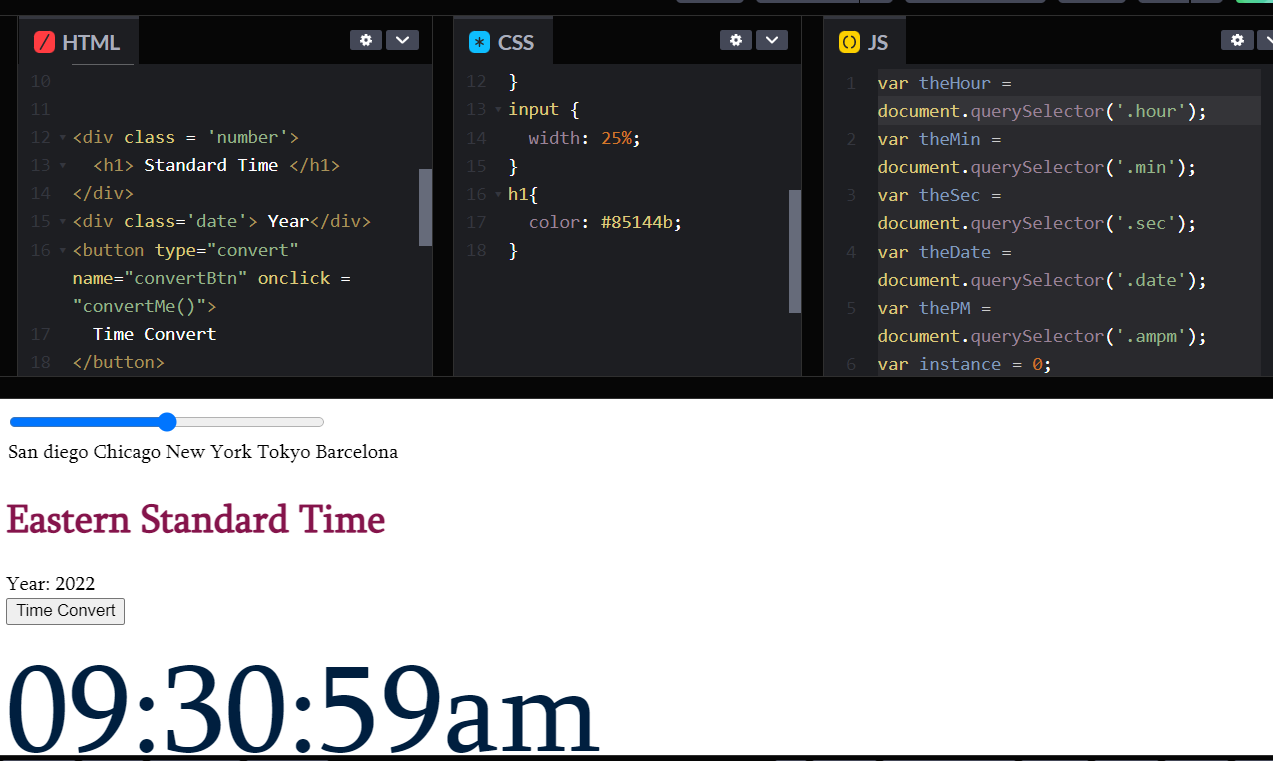 HTML
10
11
12 <div class = 'number'>
13 <h1> Standard Time </h1>
14 </div>
15 <div class='date'> Year</div>
16 <button type="convert"
name="convertBtn" onclick =
"convertMe()">
17 Time Convert
18 </button>
CSS
12 }
13 input {
14 width: 25%;
15 }
16 h1{
17 color: #85144b;
18 }
JS
1 var theHour =
document.querySelector('.hour');
2 var theMin =
document.querySelector('.min');
3 var theSec =
document.querySelector('.sec');
4 var theDate =
document.querySelector('.date');
5 var thePM =
document.querySelector('.ampm');
6 var instance = 0;
San diego Chicago New York Tokyo Barcelona
Eastern Standard Time
Year: 2022
Time Convert
09:30:59am